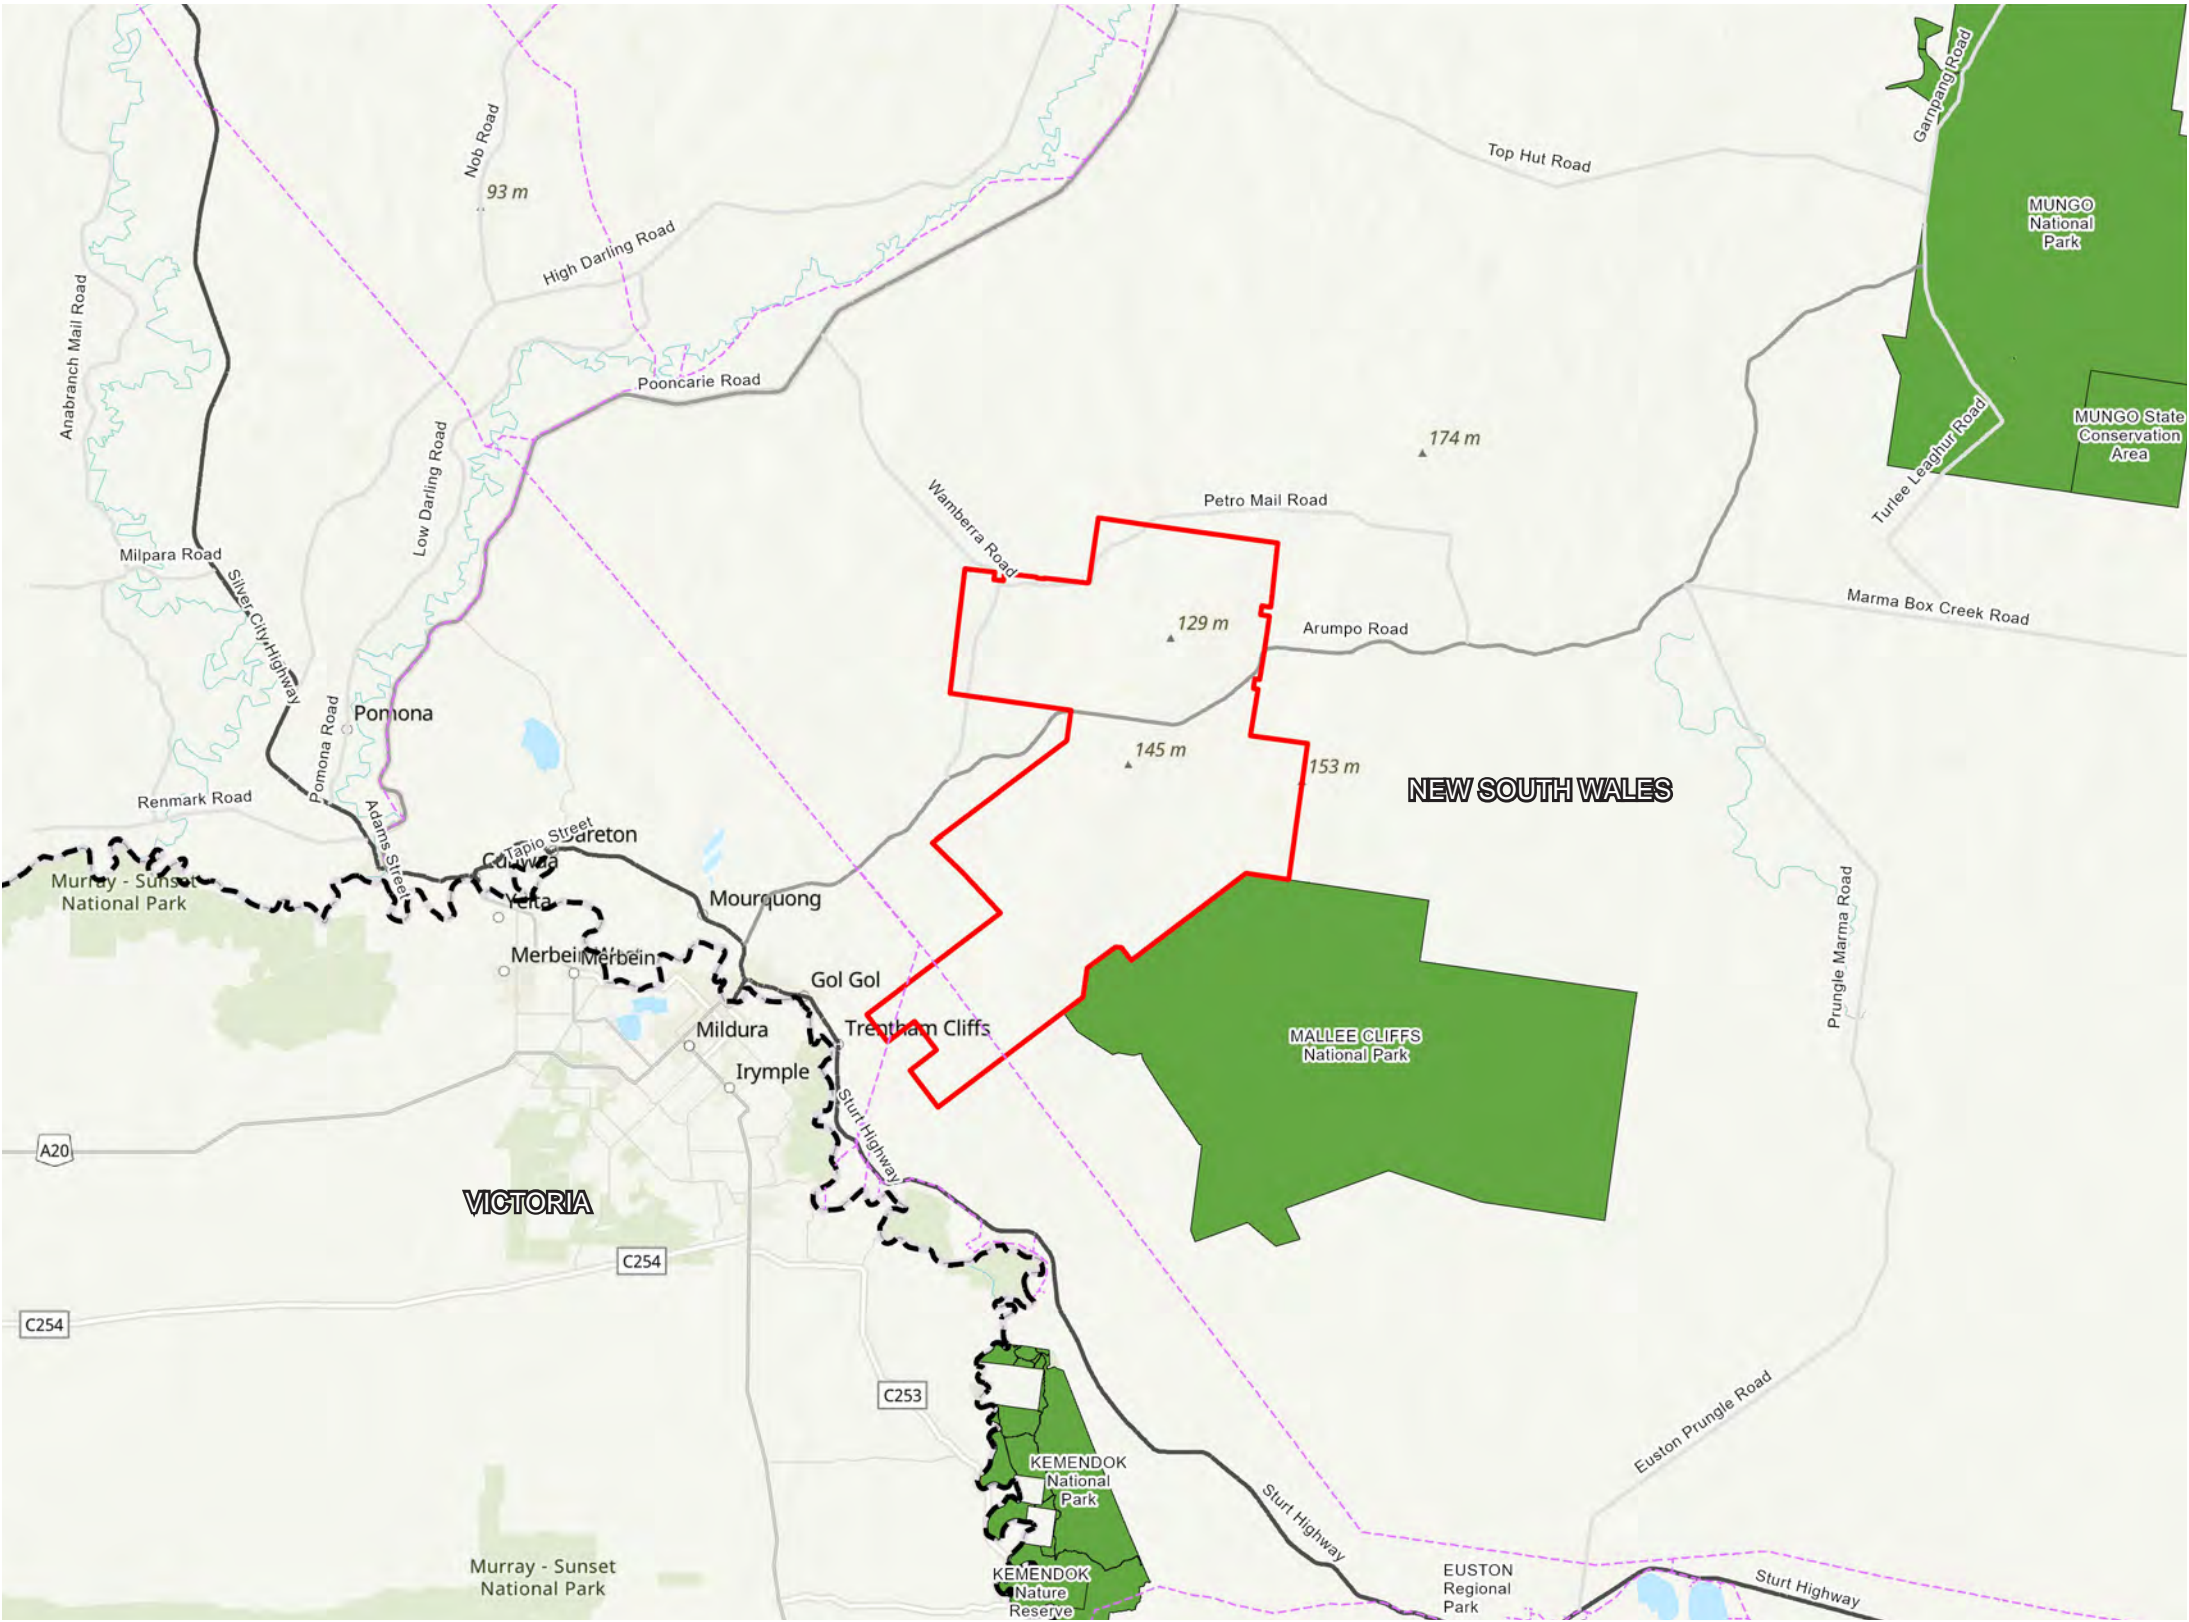 Garnpang Road
Nob Road
Top Hut Road
93 m
MUNGO
National
Park
High Darling Road
Anabranch Mail Road
Pooncarie Road
MUNGO State
Conservation
Area
Turlee Leaghur Road
174 m
Low Darling Road
Wamberra Road
Petro Mail Road
Milpara Road
Silver City Highway
129 m
Arumpo Road
Marma Box Creek Road
Pomona Road
Pomona
145 m
153 m
NEW SOUTH WALES
Renmark Road
Adams Street
Tapio Street
Dareton
Curlwaa
Murray - Sunset
National Park
Yelta
Mourquong
Merbein
Merbein
Gol Gol
Prungle Marma Road
Mildura
Trentham Cliffs
MALLEE CLIFFS
National Park
Irymple
Sturt Highway
A20
VICTORIA
C254
C254
C253
Euston Prungle Road
KEMENDOK
National
Park
Sturt Highway
Murray - Sunset
National Park
KEMENDOK
Nature
Reserve
EUSTON
Regional
Park
Sturt Highway